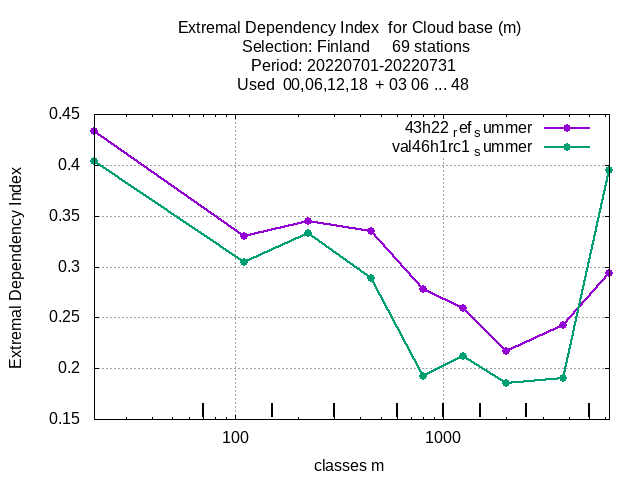 Extremal Dependency Index for Cloud base (m)
Selection: Finland 69 stations
Period: 20220701-20220731
Used 00,06,12,18 + 03 06 ... 48
43h22refsummer
val46h1rc1summer
Extremal Dependency Index
0.45
0.4
0.35
0.3
0.25
0.2
0.15
100
1000
classes m